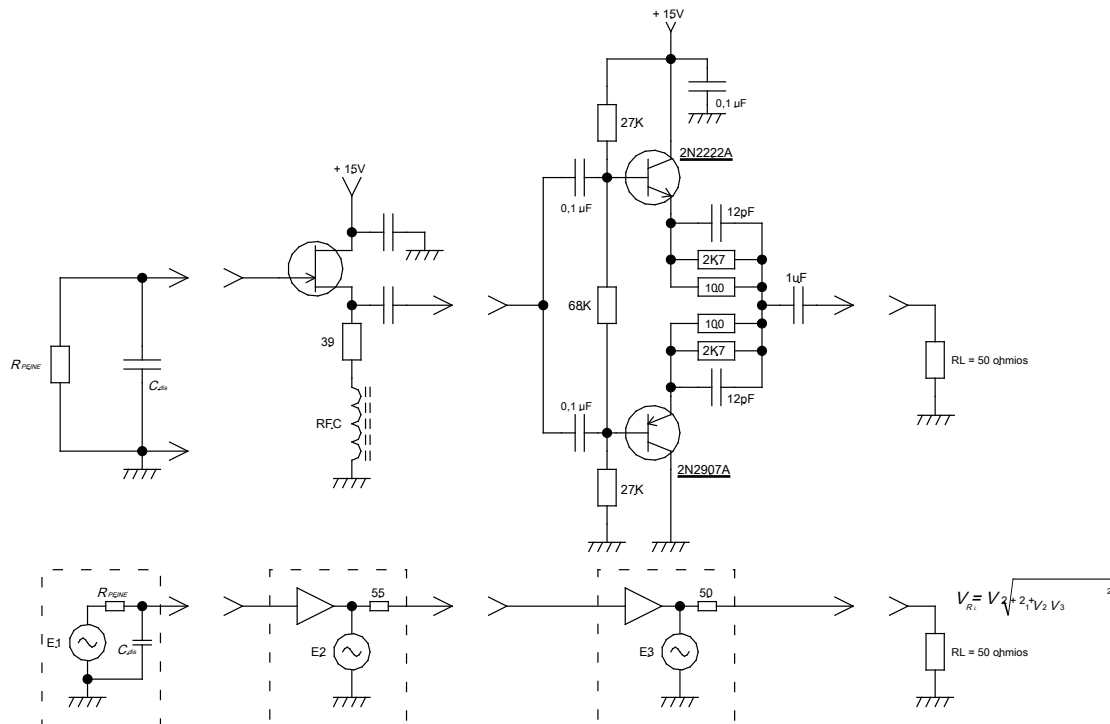 + 15V
0,1 µF
27K
2N2222A
+ 15V
0,1 µF
12pF
2K7
100
1uF
68K
100
39
2K7
RL = 50 ohmios
R PEINE
C dis
12pF
RFC
0,1 µF
2N2907A
27K
R PEINE
55
50
E1
C dis
E2
E3
RL = 50 ohmios